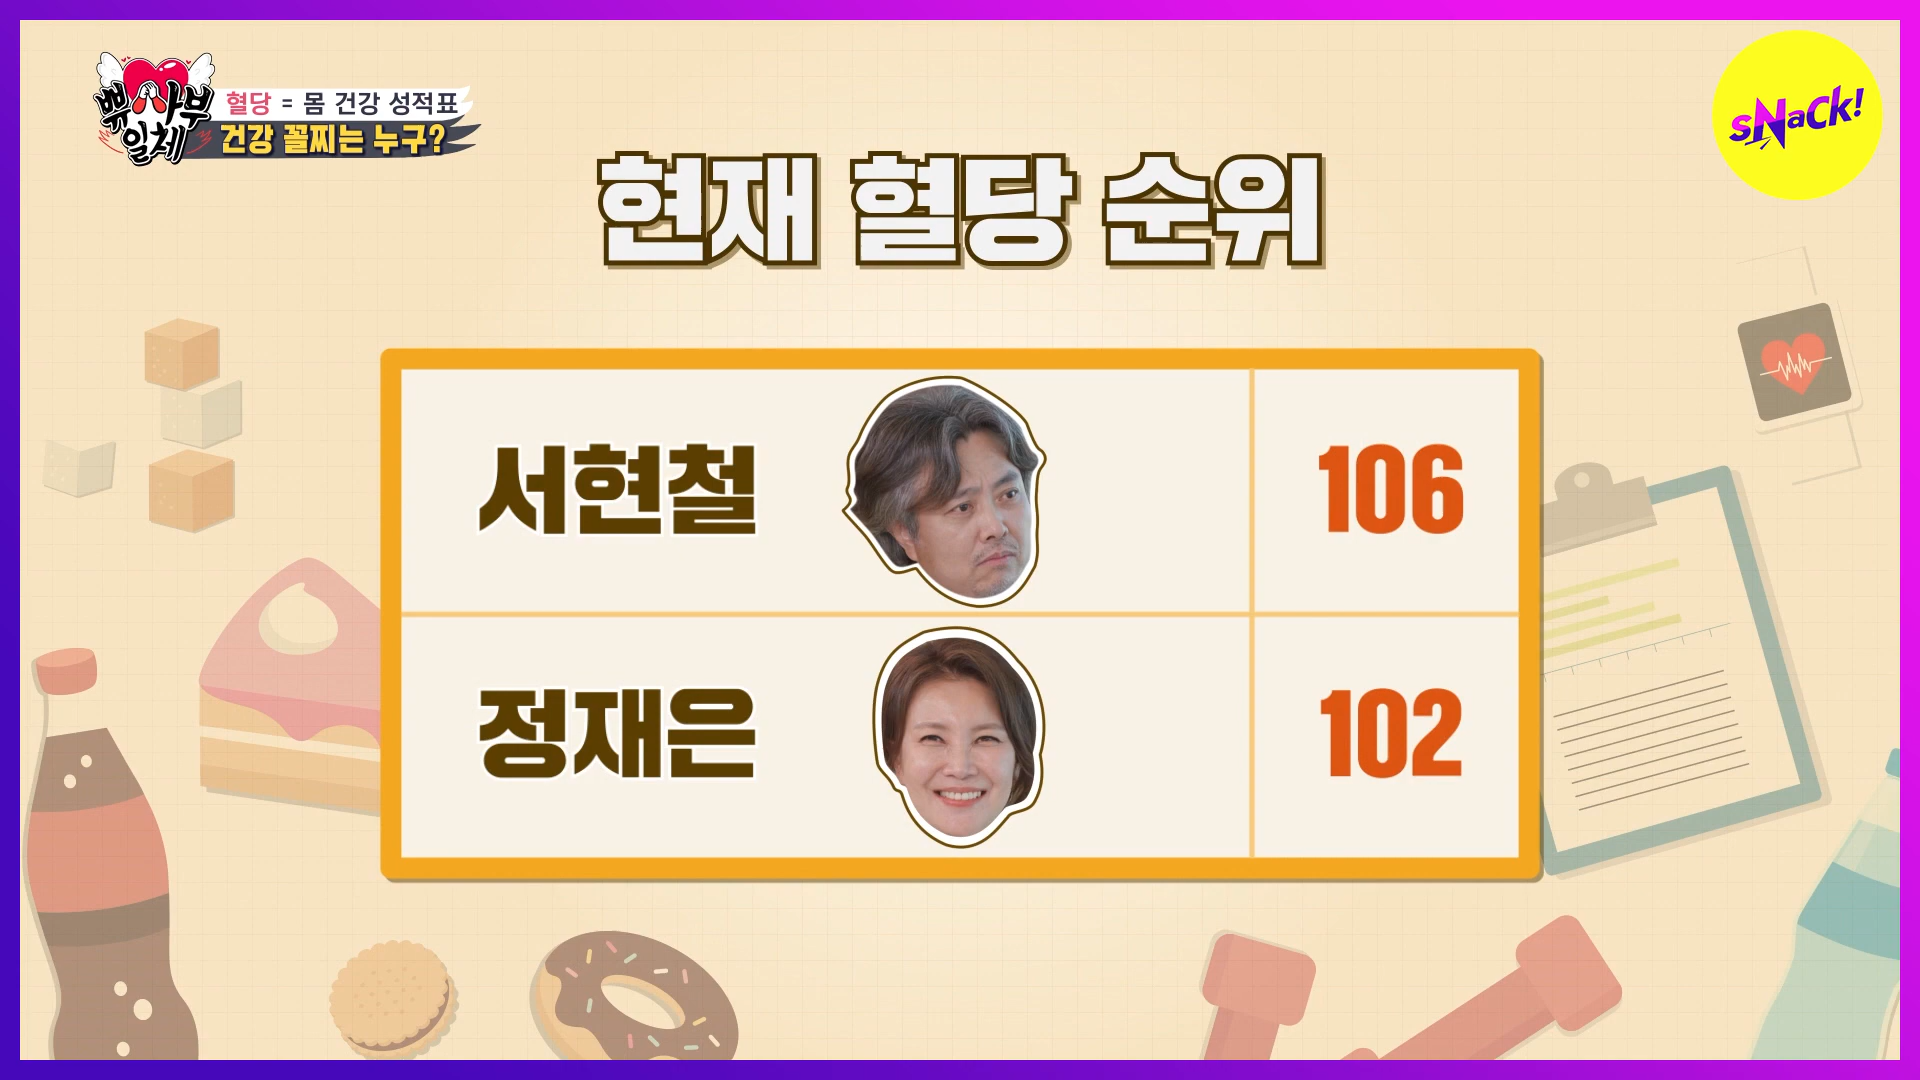 쀼사부
일체
혈당 = 몸 건강 성적표
건강 꼴찌는 누구?
sNaCk!
현재 혈당 순위
서현철 106
정재은 102